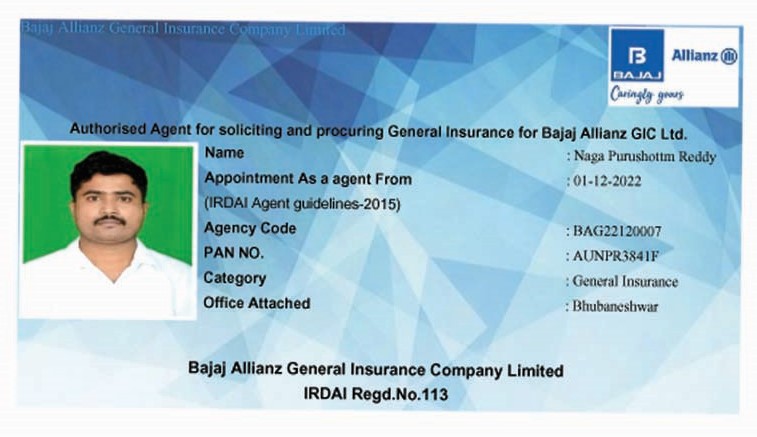 Bajaj Allianz General Insurance Company Limited
B
BAJAJ
Allianz
Caringly yours
Authorised Agent for soliciting and procuring General Insurance for Bajaj Allianz GIC Ltd.
Name : Naga Purushottm Reddy
Appointment As a agent From : 01-12-2022
(IRDAI Agent guidelines-2015)
Agency Code : BAG22120007
PAN NO. : AUNPR3841F
Category : General Insurance
Office Attached : Bhubaneshwar
Bajaj Allianz General Insurance Company Limited
IRDAI Regd.No.113